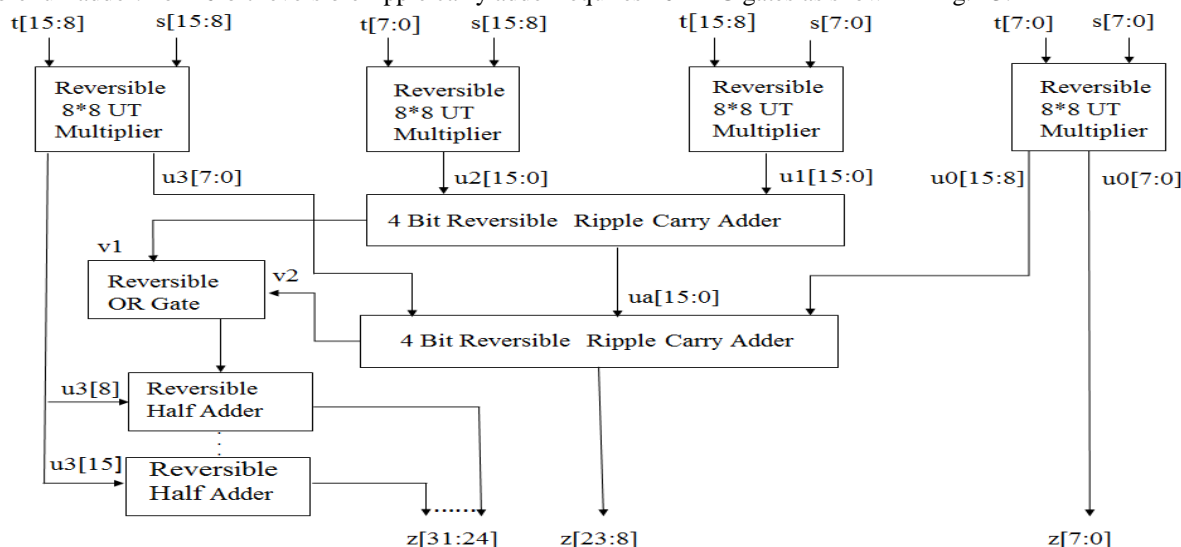 t[15:8] s[15:8] t[7:0] s[15:8] t[15:8] s[7:0] t[7:0] s[7:0]
Reversible
8*8 UT
Multiplier
Reversible
8*8 UT
Multiplier
Reversible
8*8 UT
Multiplier
Reversible
8*8 UT
Multiplier
u3[7:0] u2[15:0] u1[15:0] u0[15:8] u0[7:0]
4 Bit Reversible Ripple Carry Adder
v1
Reversible
OR Gate
v2
ua[15:0]
4 Bit Reversible Ripple Carry Adder
u3[8]
Reversible
Half Adder
u3[15]
Reversible
Half Adder
z[31:24] z[23:8] z[7:0]